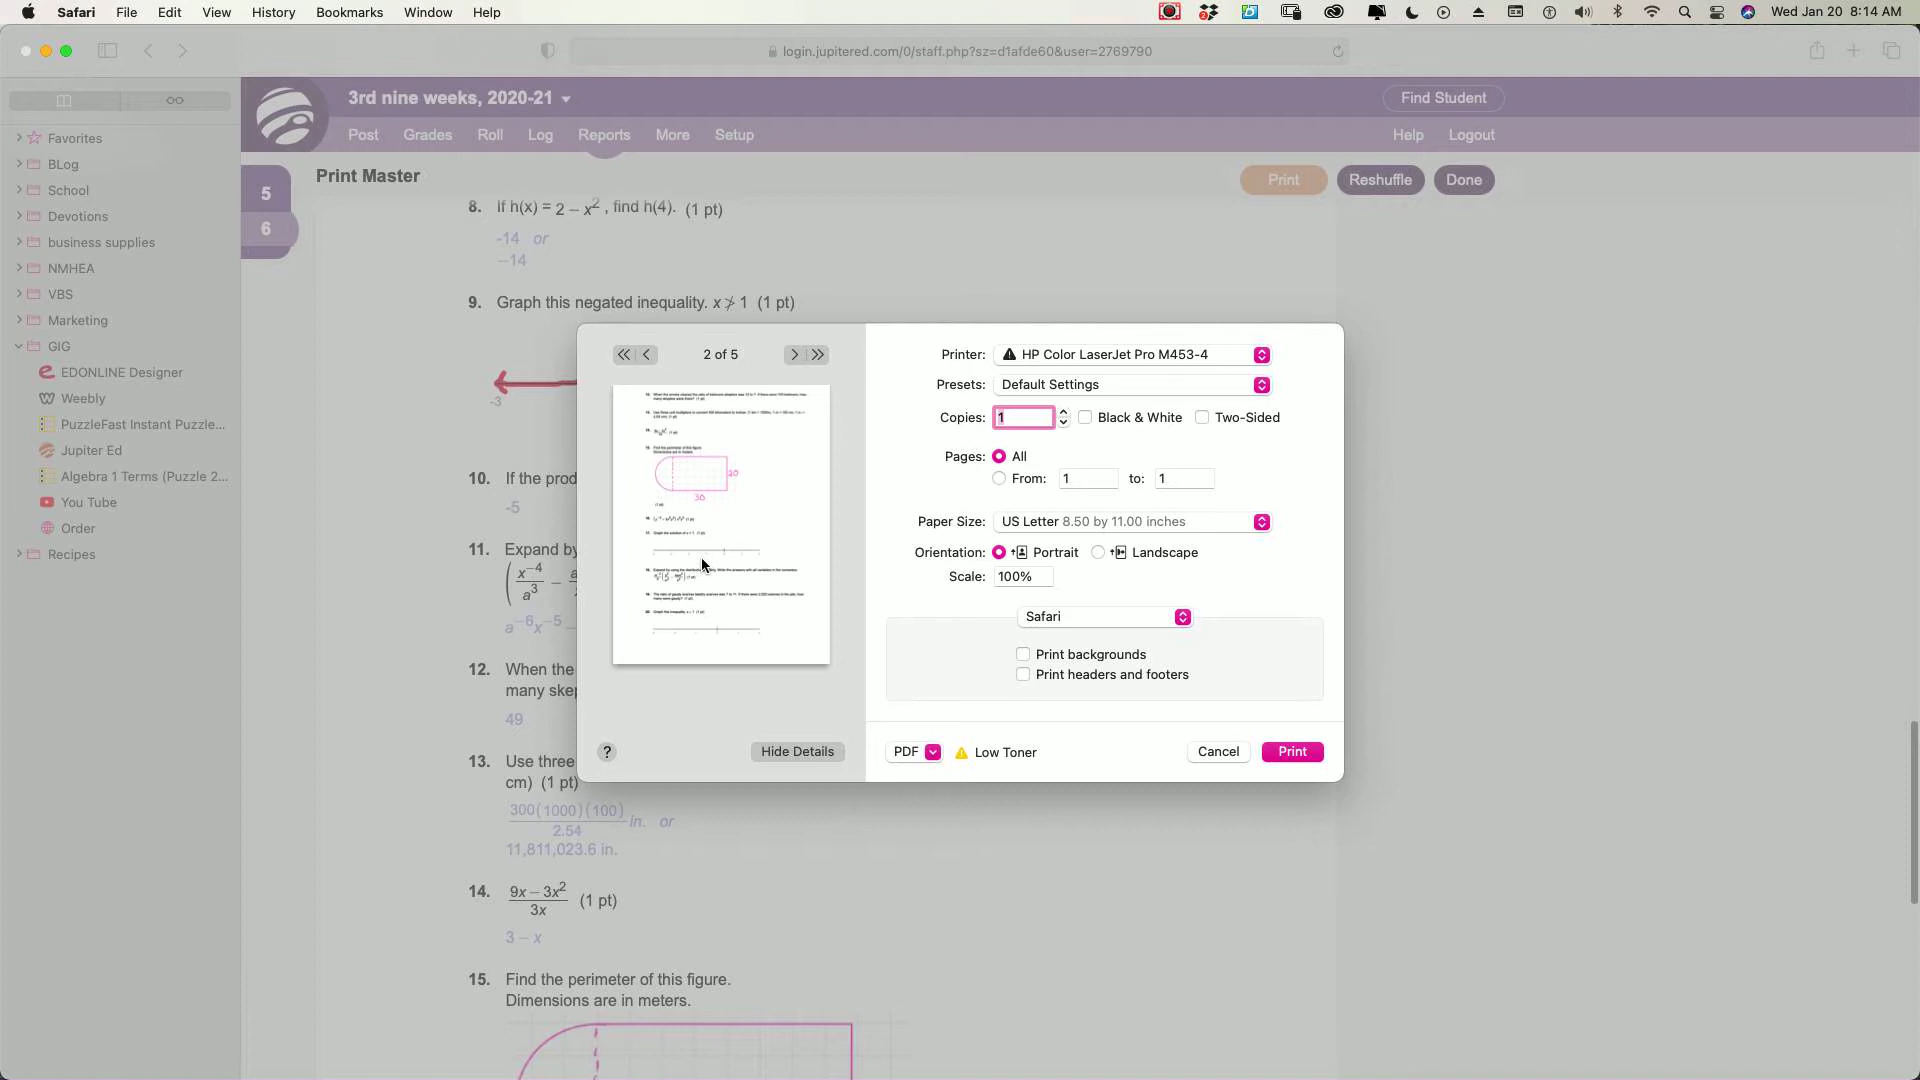 Safari File Edit View History Bookmarks Window Help
Wed Jan 20 8:14 AM
login.jupitered.com/0/staff.php?sz=d1afde60&user=2769790
Favorites
BLog
School
Devotions
business supplies
NMHEA
VBS
Marketing
GIG
EDONLINE Designer
Weebly
PuzzleFast Instant Puzzle...
Jupiter Ed
Algebra 1 Terms (Puzzle 2...
You Tube
Order
Recipes
3rd nine weeks, 2020-21
Find Student
Post Grades Roll Log Reports More Setup
Help Logout
5
6
Print Master
Print Reshuffle Done
8. If h(x) = 2 – x², find h(4). (1 pt)
-14 or
--14
9. Graph this negated inequality. x ≯ 1 (1 pt)
-3
10. If the prod
-5
11. Expand by
x⁻⁴/a³ –
a⁻⁶x⁻⁵ –
12. When the
many skep
49
13. Use three
cm) (1 pt)
300(1000)(100)/2.54 in. or
11,811,023.6 in.
14. (9x – 3x²)/3x (1 pt)
3 – x
15. Find the perimeter of this figure.
Dimensions are in meters.
2 of 5
20
30
? Hide Details
Printer: HP Color LaserJet Pro M453-4
Presets: Default Settings
Copies: 1 Black & White Two-Sided
Pages: All
From: 1 to: 1
Paper Size: US Letter 8.50 by 11.00 inches
Orientation: Portrait Landscape
Scale: 100%
Safari
Print backgrounds
Print headers and footers
PDF Low Toner Cancel Print